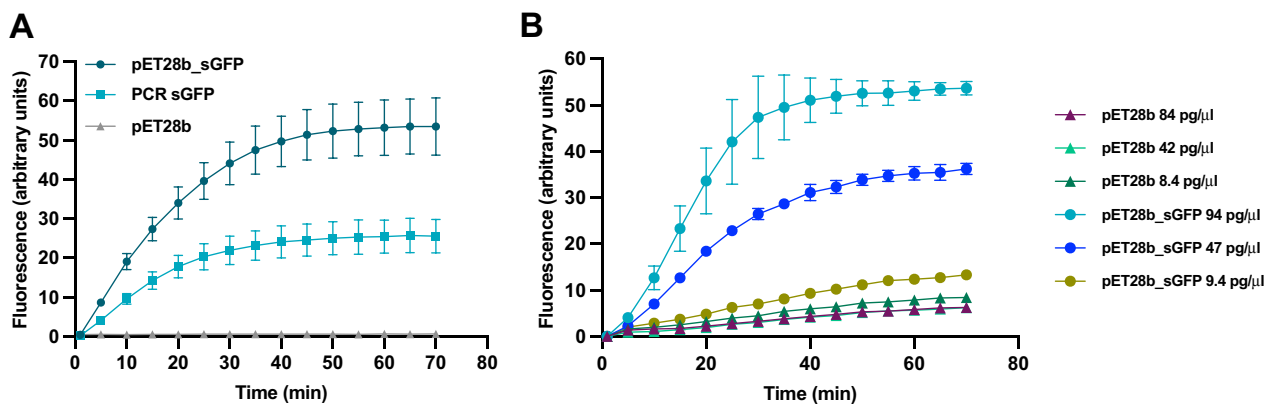 A
Fluorescence (arbitrary units)
70
60
50
40
30
20
10
0
0 10 20 30 40 50 60 70 80
Time (min)
pET28b_sGFP
PCR sGFP
pET28b
B
Fluorescence (arbitrary units)
60
50
40
30
20
10
0
0 20 40 60 80
Time (min)
pET28b 84 pg/μl
pET28b 42 pg/μl
pET28b 8.4 pg/μl
pET28b_sGFP 94 pg/μl
pET28b_sGFP 47 pg/μl
pET28b_sGFP 9.4 pg/μl